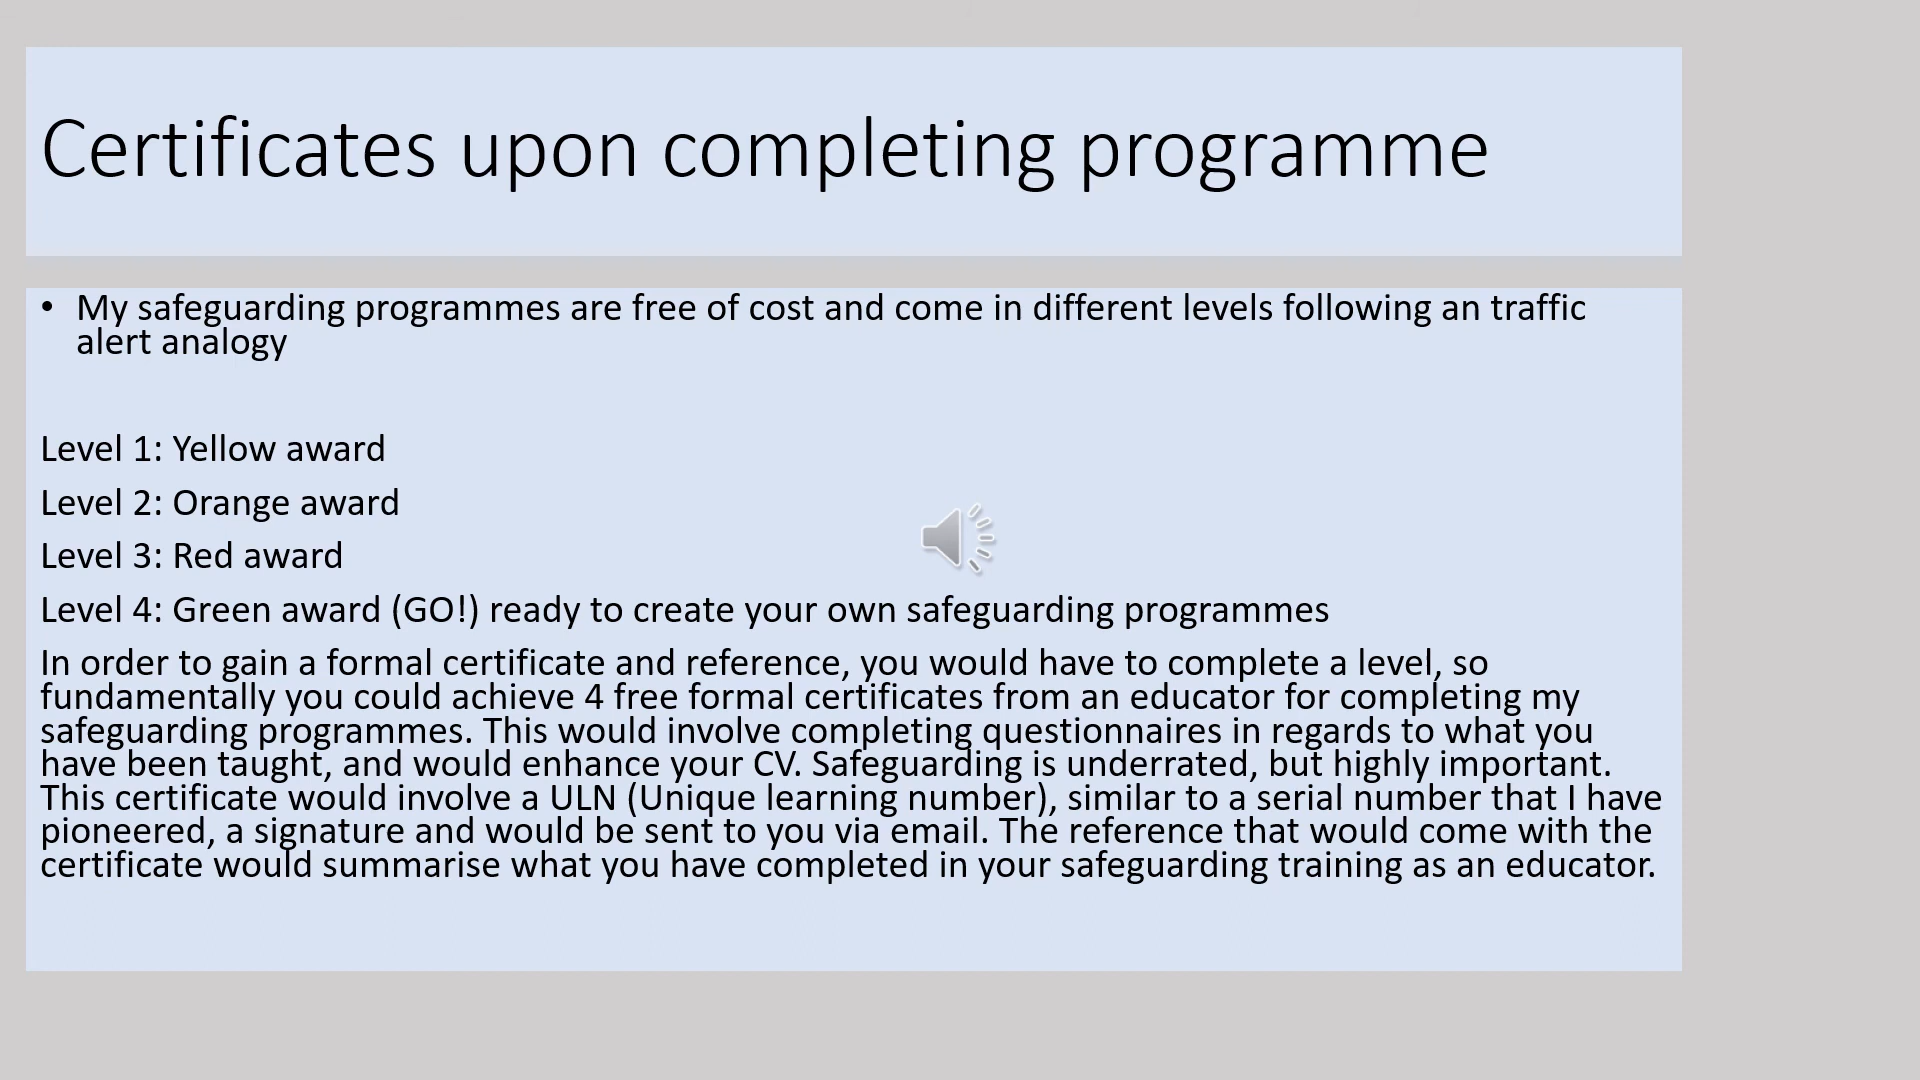 Certificates upon completing programme
• My safeguarding programmes are free of cost and come in different levels following an traffic
alert analogy
Level 1: Yellow award
Level 2: Orange award
Level 3: Red award
Level 4: Green award (GO!) ready to create your own safeguarding programmes
In order to gain a formal certificate and reference, you would have to complete a level, so
fundamentally you could achieve 4 free formal certificates from an educator for completing my
safeguarding programmes. This would involve completing questionnaires in regards to what you
have been taught, and would enhance your CV. Safeguarding is underrated, but highly important.
This certificate would involve a ULN (Unique learning number), similar to a serial number that I have
pioneered, a signature and would be sent to you via email. The reference that would come with the
certificate would summarise what you have completed in your safeguarding training as an educator.